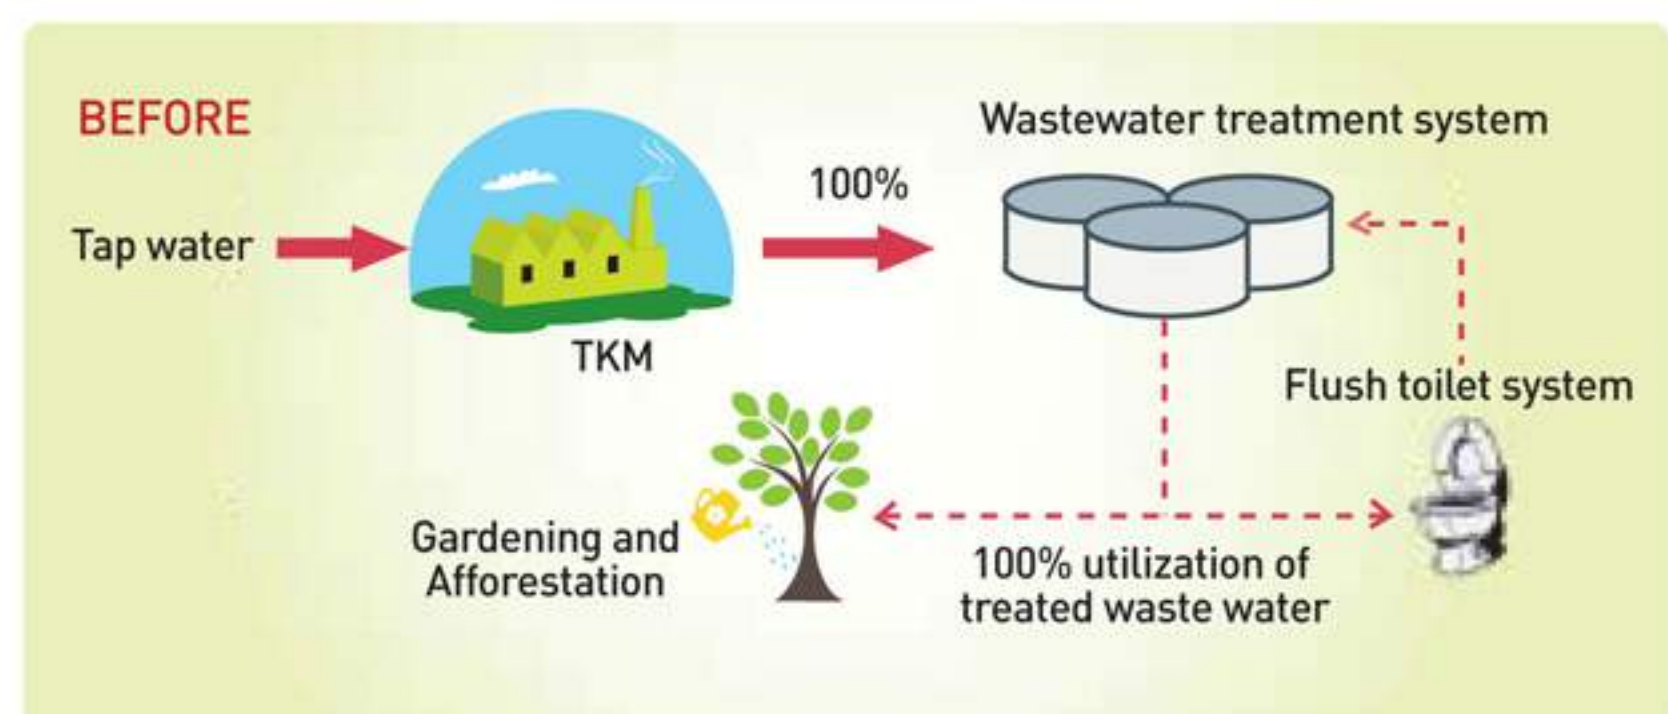 BEFORE
Wastewater treatment system
100%
Tap water
TKM
Flush toilet system
Gardening and
Afforestation
100% utilization of
treated waste water